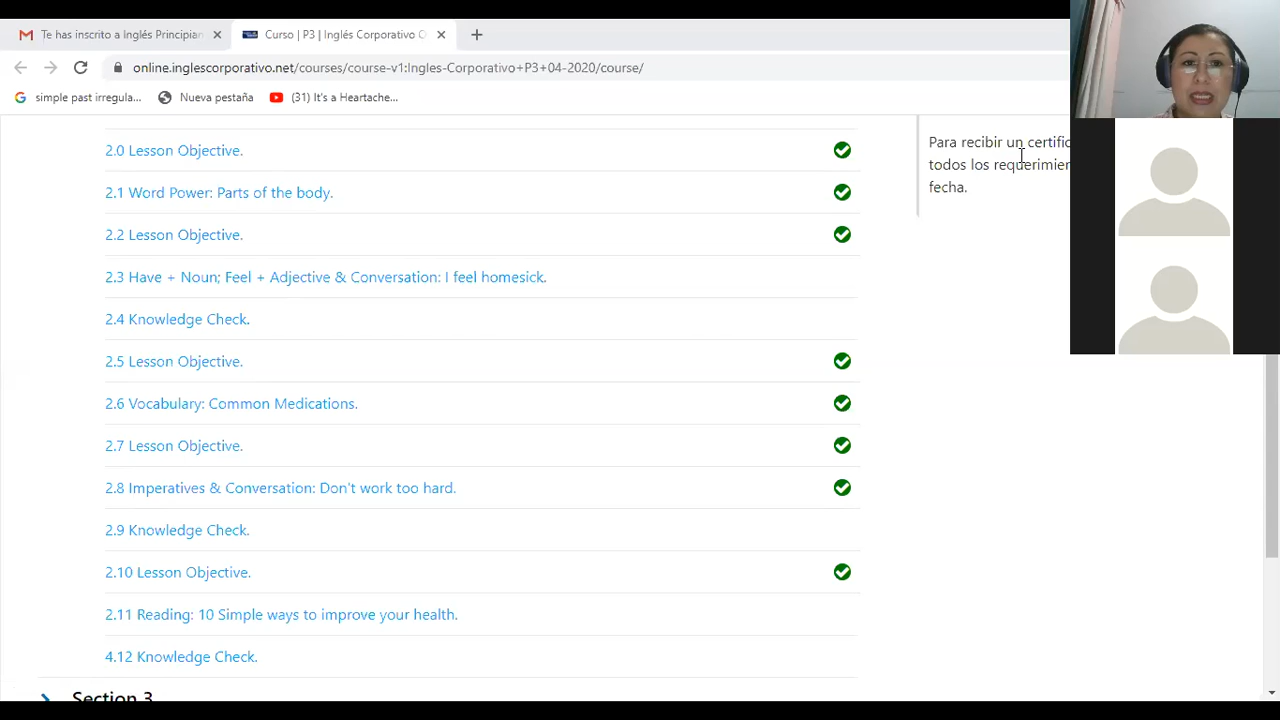 Te has inscrito a Inglés Principian
Curso | P3 | Inglés Corporativo O
online.inglescorporativo.net/courses/course-v1:Ingles-Corporativo+P3+04-2020/course/
simple past irregula...
Nueva pestaña
(31) It's a Heartache...
2.0 Lesson Objective.
2.1 Word Power: Parts of the body.
2.2 Lesson Objective.
2.3 Have + Noun; Feel + Adjective & Conversation: I feel homesick.
2.4 Knowledge Check.
2.5 Lesson Objective.
2.6 Vocabulary: Common Medications.
2.7 Lesson Objective.
2.8 Imperatives & Conversation: Don't work too hard.
2.9 Knowledge Check.
2.10 Lesson Objective.
2.11 Reading: 10 Simple ways to improve your health.
4.12 Knowledge Check.
Section 3
Para recibir un certific
todos los requerimien
fecha.